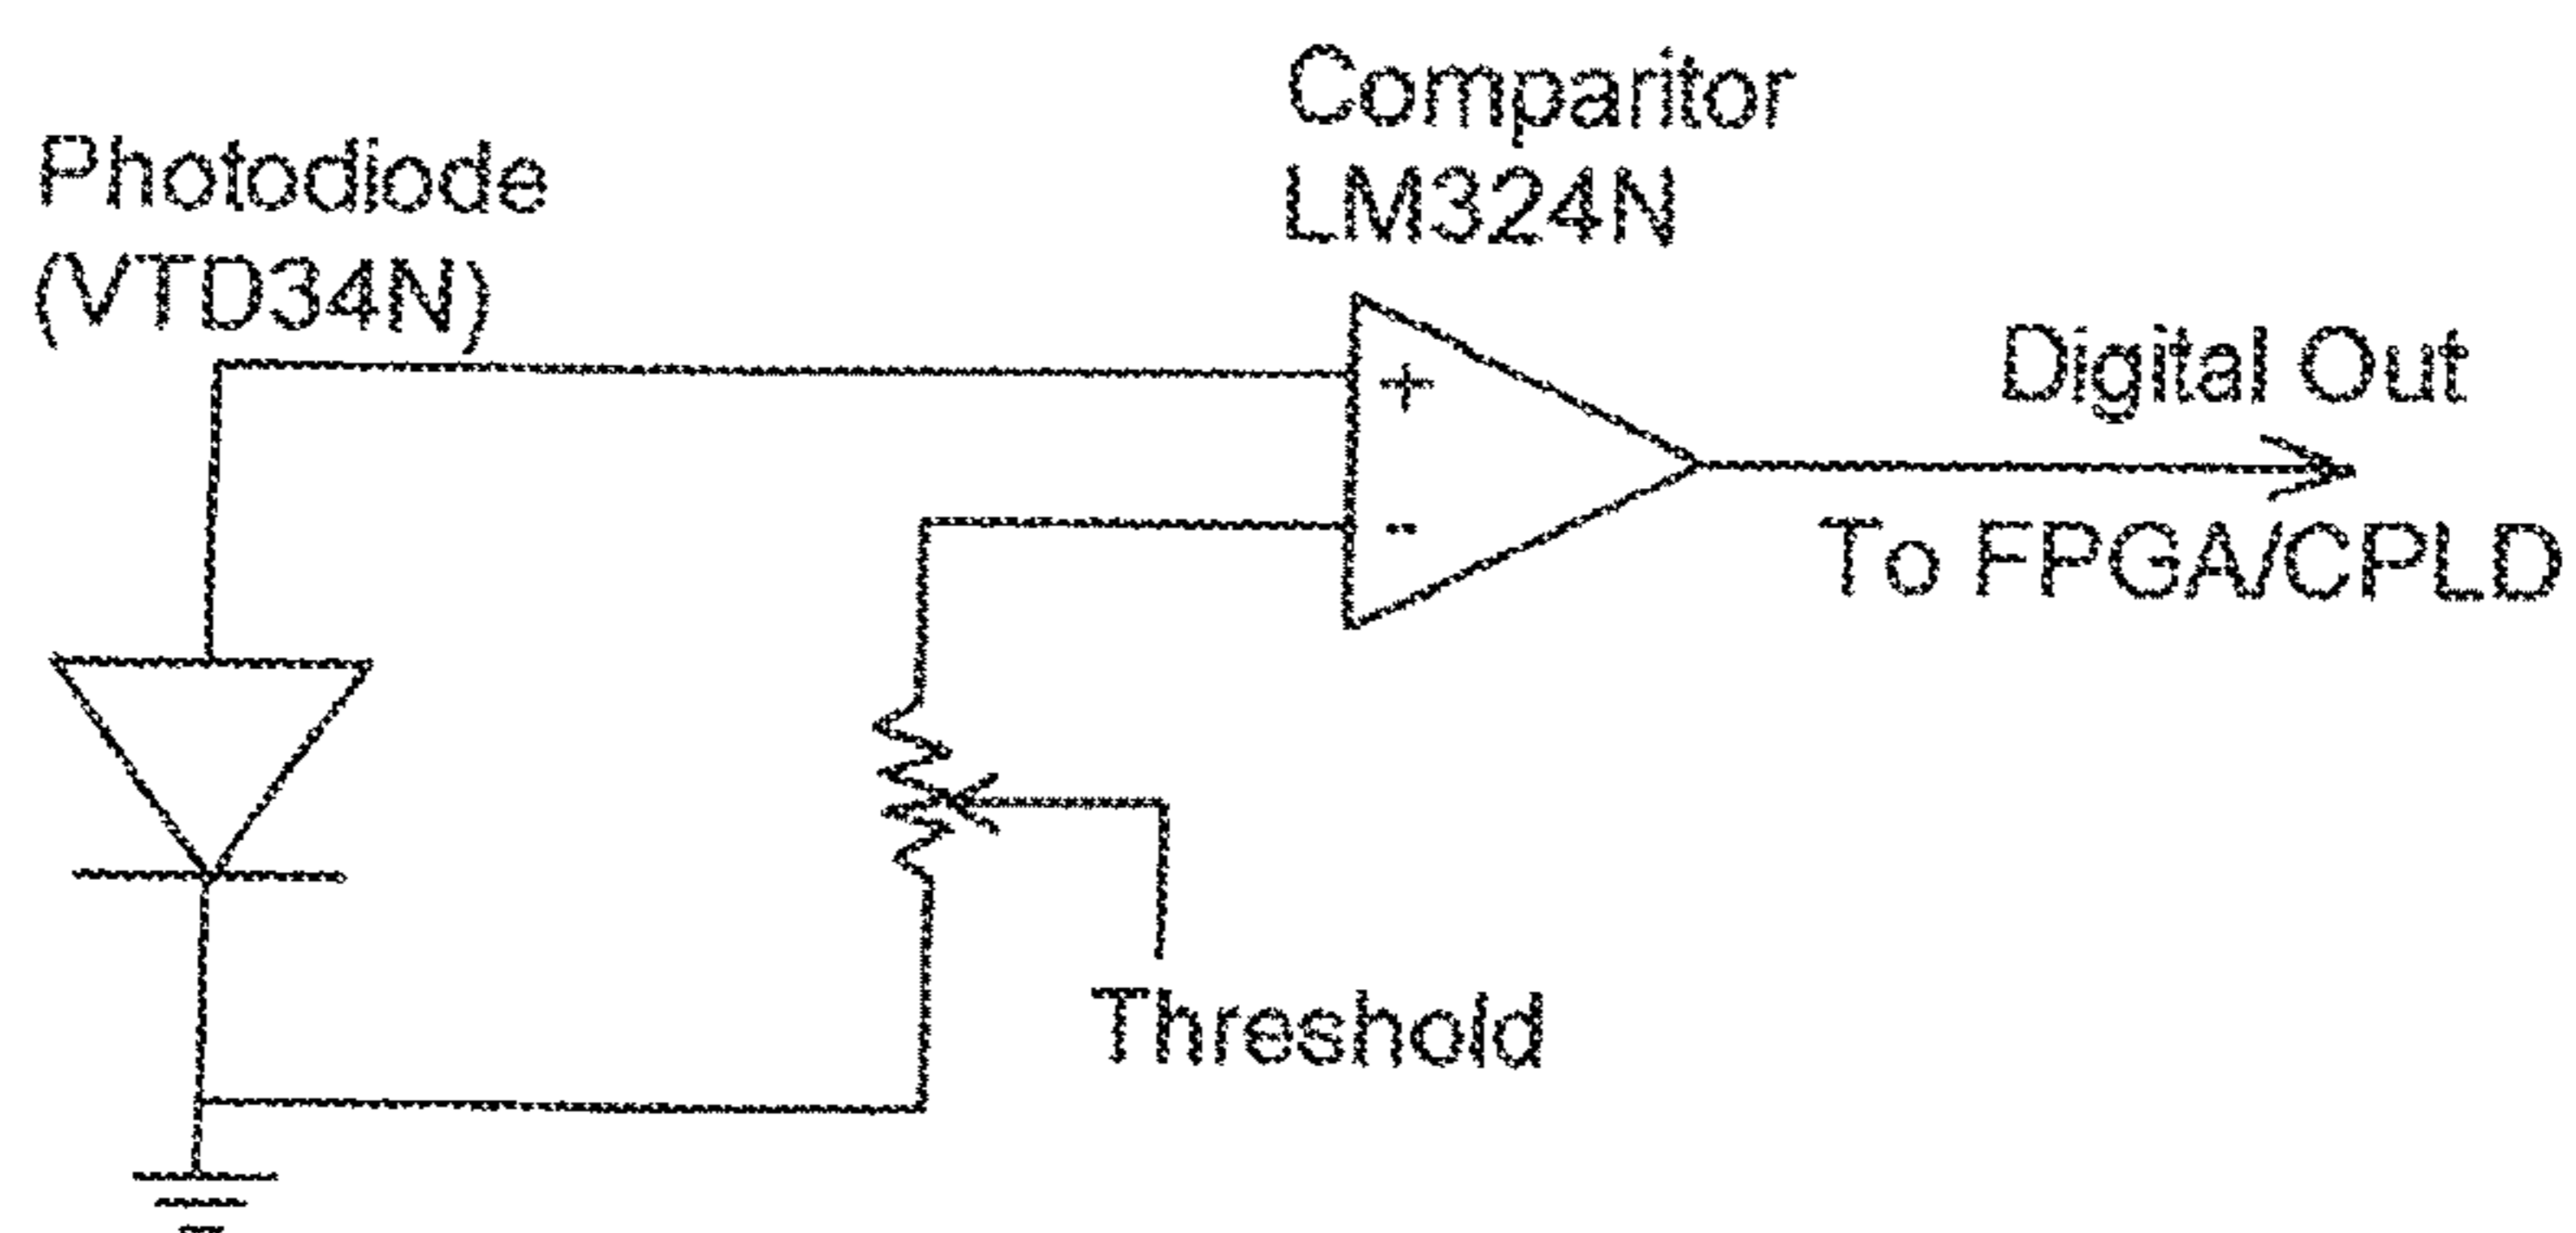 Photodiode
(VTD34N)
Comparitor
LM324N
+
-
Digital Out
To FPGA/CPLD
Threshold